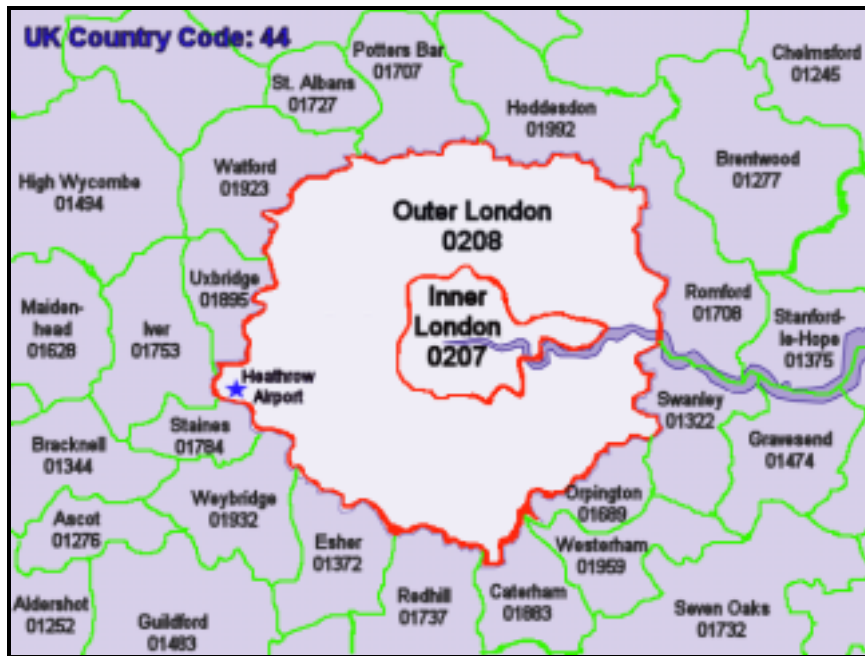 UK Country Code: 44
Potters Bar
01707
Chelmsford
01245
St. Albans
01727
Hoddesdon
01992
Brentwood
01277
High Wycombe
01494
Watford
01923
Outer London
0208
Uxbridge
01895
Romford
01708
Maiden-
head
01628
Iver
01753
Inner
London
0207
Stanford-
le-Hope
01375
Heathrow
Airport
Swanley
01322
Staines
01784
Bracknell
01344
Gravesend
01474
Weybridge
01932
Orpington
01689
Ascot
01276
Esher
01372
Westerham
01959
Aldershot
01252
Guildford
01483
Redhill
01737
Caterham
01883
Seven Oaks
01732